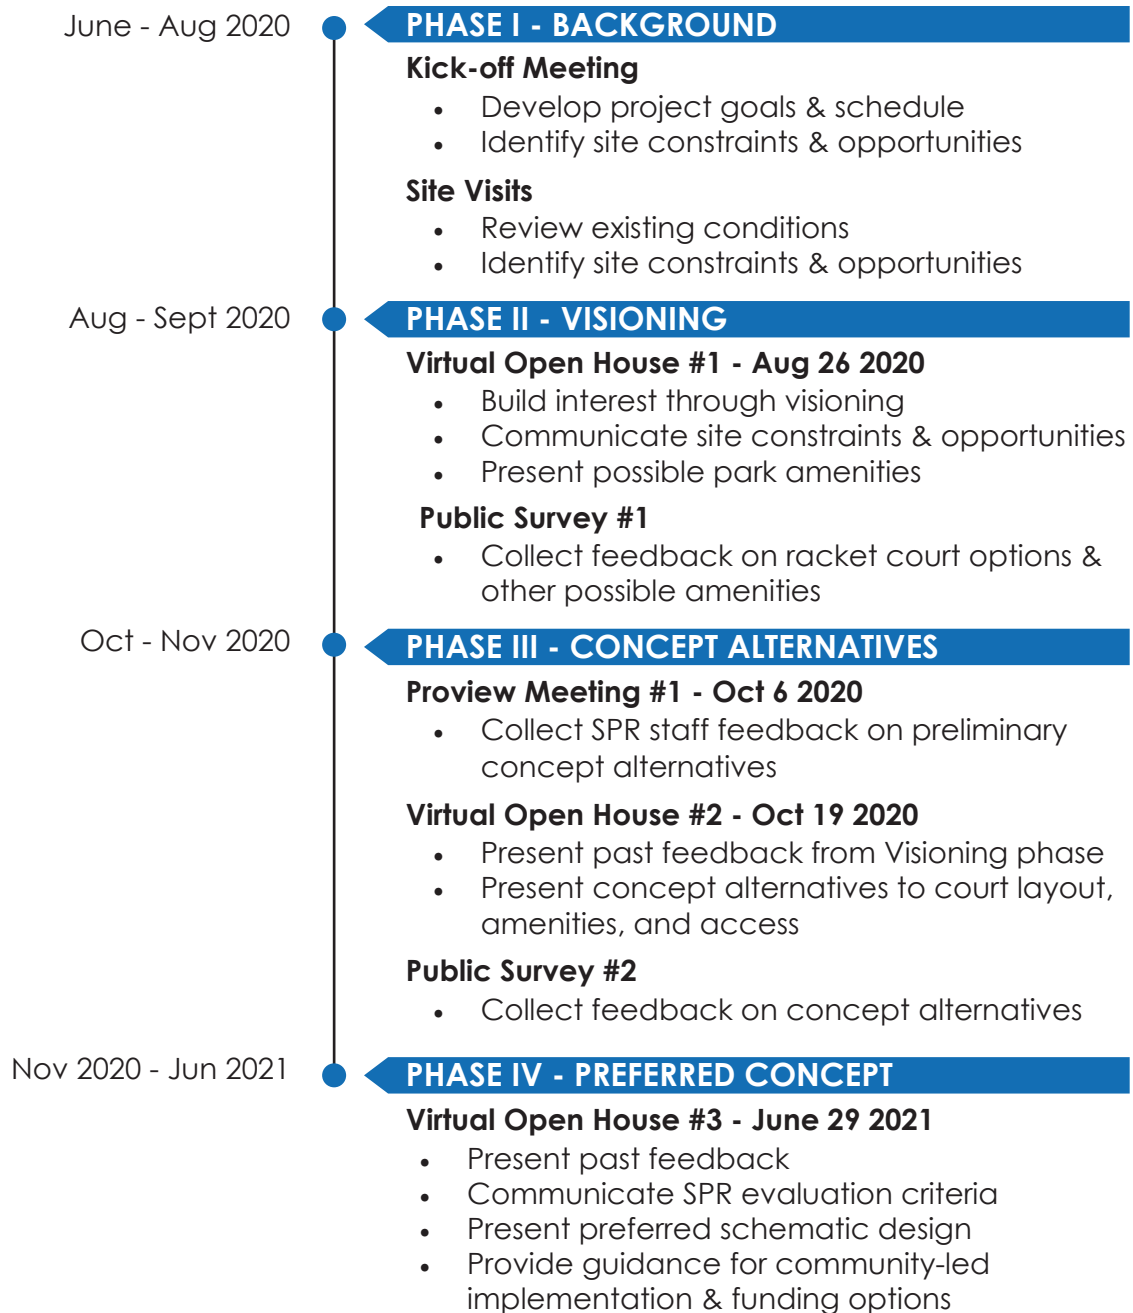 June - Aug 2020
PHASE I - BACKGROUND
Kick-off Meeting
• Develop project goals & schedule
• Identify site constraints & opportunities
Site Visits
• Review existing conditions
• Identify site constraints & opportunities
Aug - Sept 2020
PHASE II - VISIONING
Virtual Open House #1 - Aug 26 2020
• Build interest through visioning
• Communicate site constraints & opportunities
• Present possible park amenities
Public Survey #1
• Collect feedback on racket court options &
other possible amenities
Oct - Nov 2020
PHASE III - CONCEPT ALTERNATIVES
Proview Meeting #1 - Oct 6 2020
• Collect SPR staff feedback on preliminary
concept alternatives
Virtual Open House #2 - Oct 19 2020
• Present past feedback from Visioning phase
• Present concept alternatives to court layout,
amenities, and access
Public Survey #2
• Collect feedback on concept alternatives
Nov 2020 - Jun 2021
PHASE IV - PREFERRED CONCEPT
Virtual Open House #3 - June 29 2021
• Present past feedback
• Communicate SPR evaluation criteria
• Present preferred schematic design
• Provide guidance for community-led
implementation & funding options